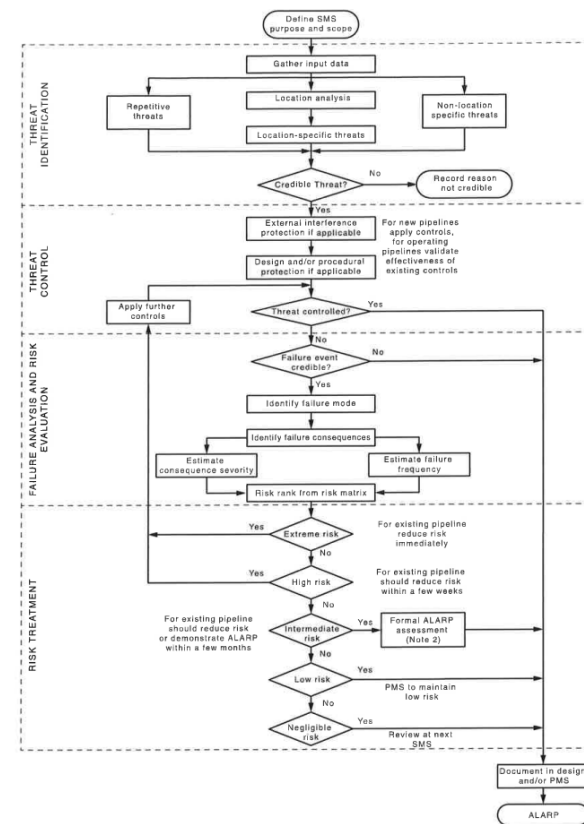 Define SMS
purpose and scope
THREAT
IDENTIFICATION
Gather input data
Repetitive
threats
Location analysis
Non-location
specific threats
Location-specific threats
Credible Threat?
No
Record reason
not credible
Yes
THREAT
CONTROL
External interference
protection if applicable
For new pipelines
apply controls,
for operating
pipelines validate
effectiveness of
existing controls
Design and/or procedural
protection if applicable
Apply further
controls
Threat controlled?
Yes
No
FAILURE ANALYSIS AND RISK
EVALUATION
Failure event
credible?
No
Yes
Identify failure mode
Identify failure consequences
Estimate
consequence severity
Estimate failure
frequency
Risk rank from risk matrix
RISK TREATMENT
Yes
Extreme risk
For existing pipeline
reduce risk
immediately
No
Yes
High risk
For existing pipeline
should reduce risk
within a few weeks
No
For existing pipeline
should reduce risk
or demonstrate ALARP
within a few months
Intermediate
risk
Yes
Formal ALARP
assessment
(Note 2)
No
Low risk
Yes
PMS to maintain
low risk
No
Negligible
risk
Yes
Review at next
SMS
Document in design
and/or PMS
ALARP